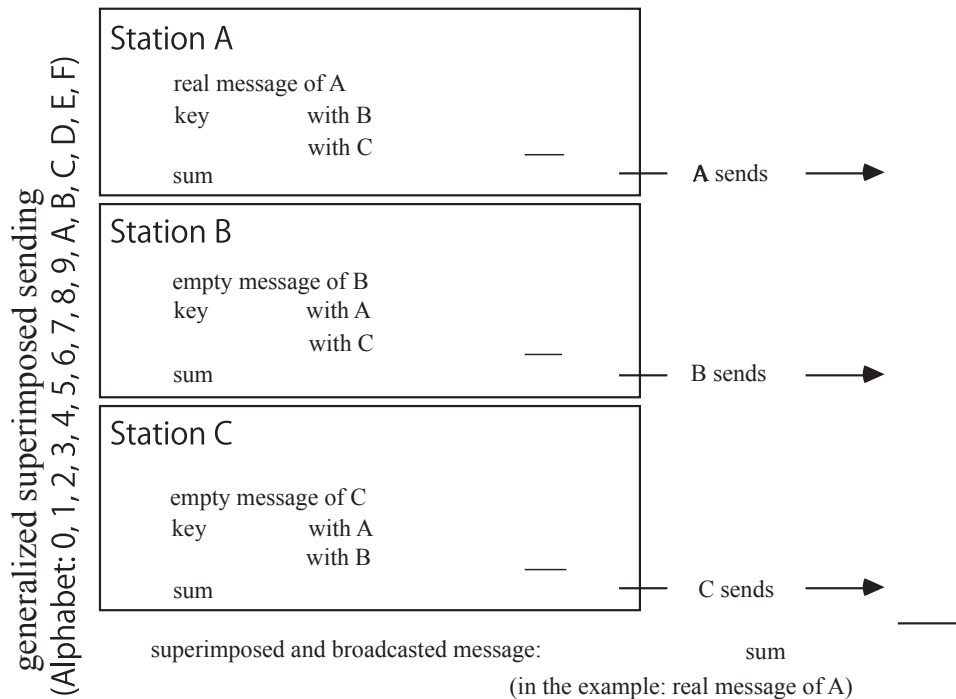 generalized superimposed sending
(Alphabet: 0, 1, 2, 3, 4, 5, 6, 7, 8, 9, A, B, C, D, E, F)
Station A
real message of A
key with B
with C
sum
A sends
Station B
empty message of B
key with A
with C
sum
B sends
Station C
empty message of C
key with A
with B
sum
C sends
superimposed and broadcasted message: sum
(in the example: real message of A)